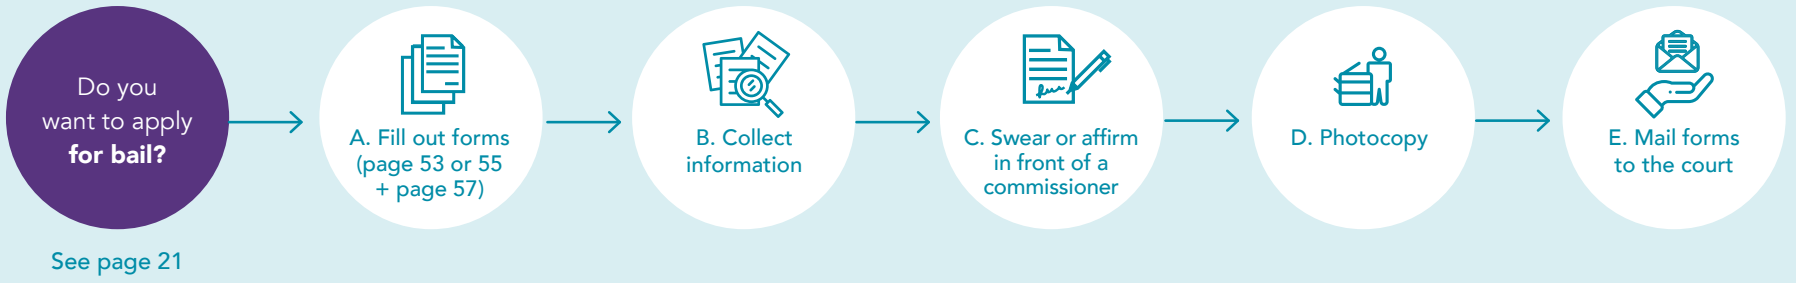 Do you
want to apply
for bail?
See page 21
A. Fill out forms
(page 53 or 55
+ page 57)
B. Collect
information
C. Swear or affirm
in front of a
commissioner
D. Photocopy
E. Mail forms
to the court